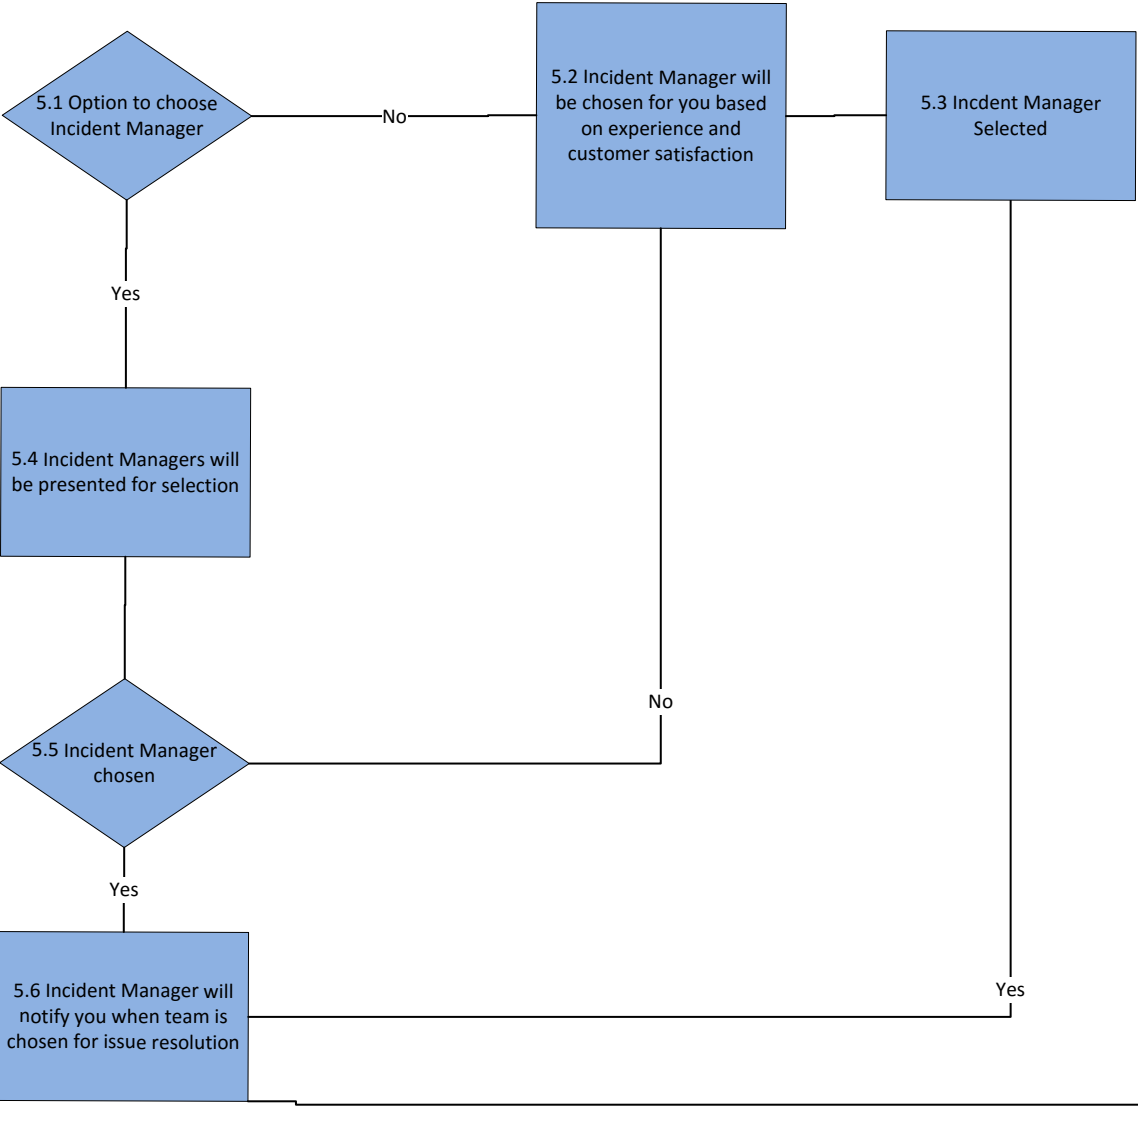 5.1 Option to choose
Incident Manager
No
5.2 Incident Manager will
be chosen for you based
on experience and
customer satisfaction
5.3 Incdent Manager
Selected
Yes
5.4 Incident Managers will
be presented for selection
No
5.5 Incident Manager
chosen
Yes
5.6 Incident Manager will
notify you when team is
chosen for issue resolution
Yes